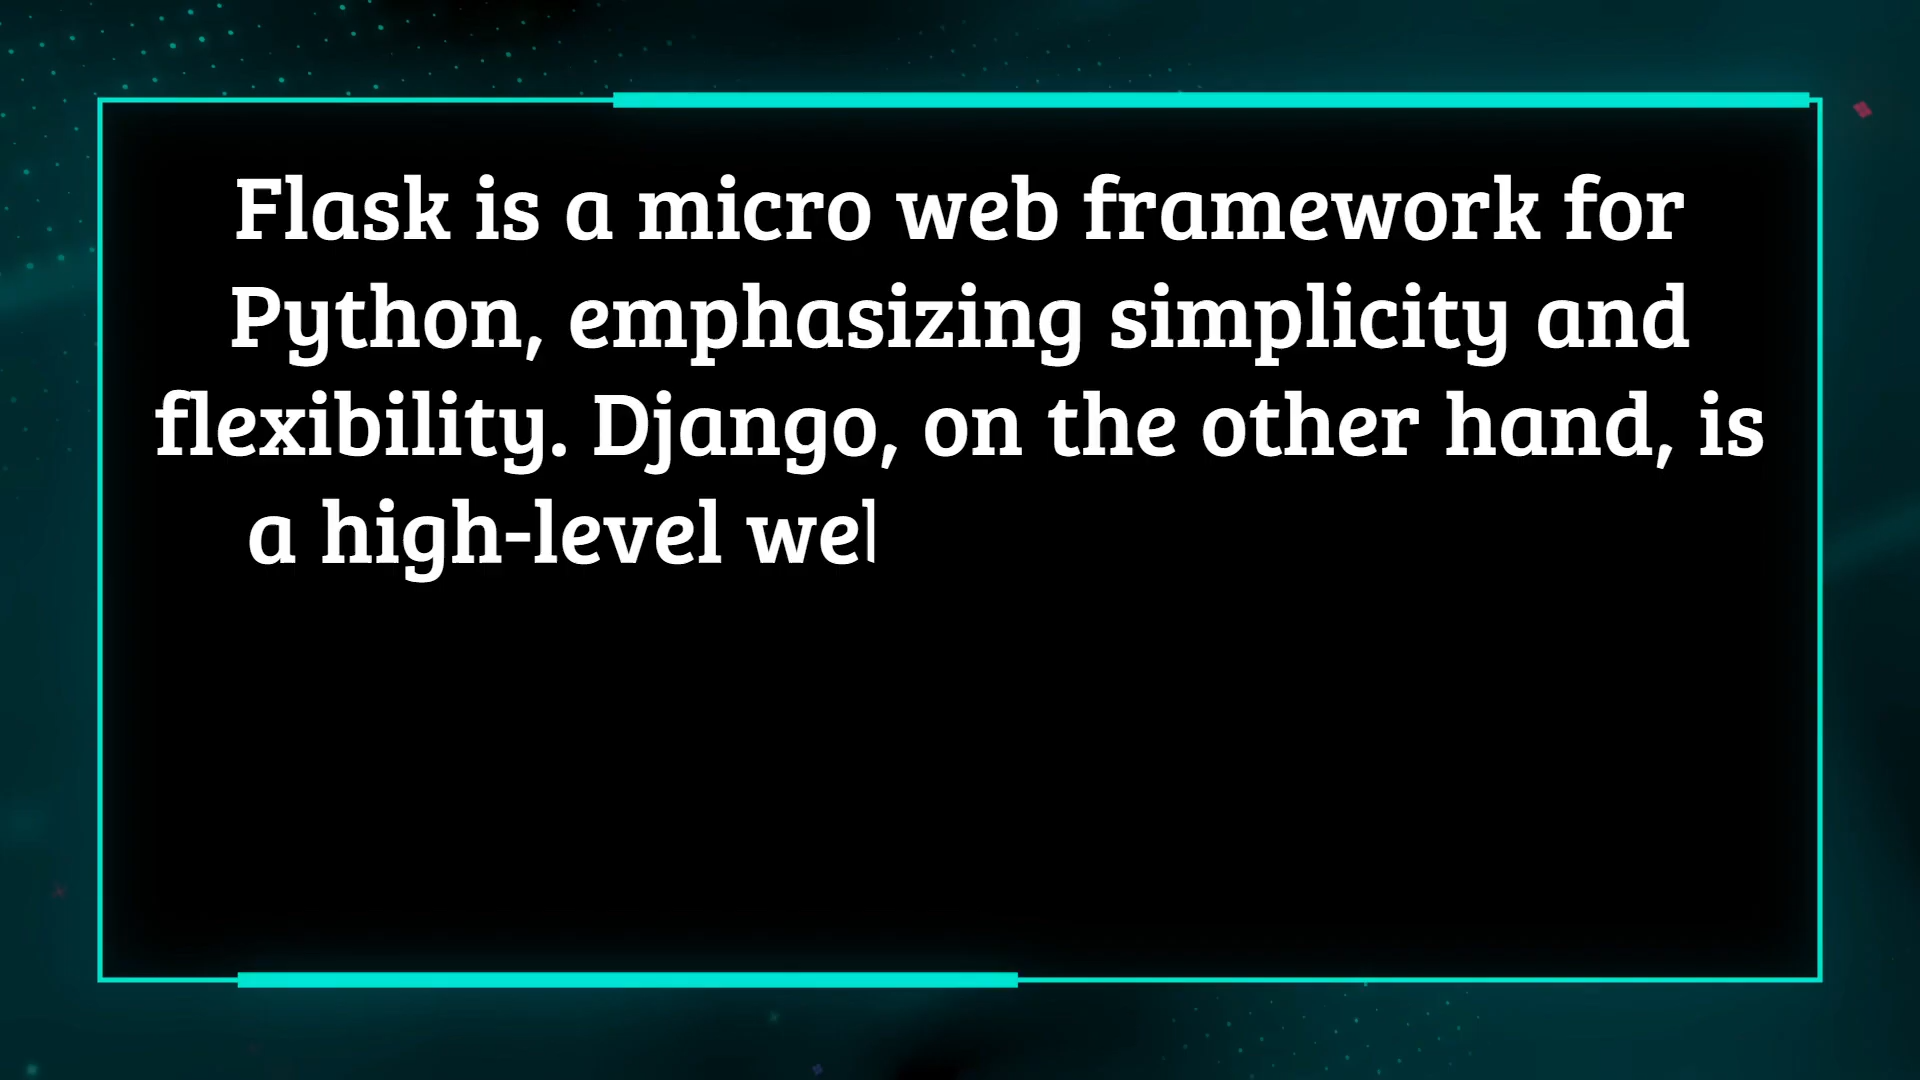 Flask is a micro web framework for
Python, emphasizing simplicity and
flexibility. Django, on the other hand, is
a high-level